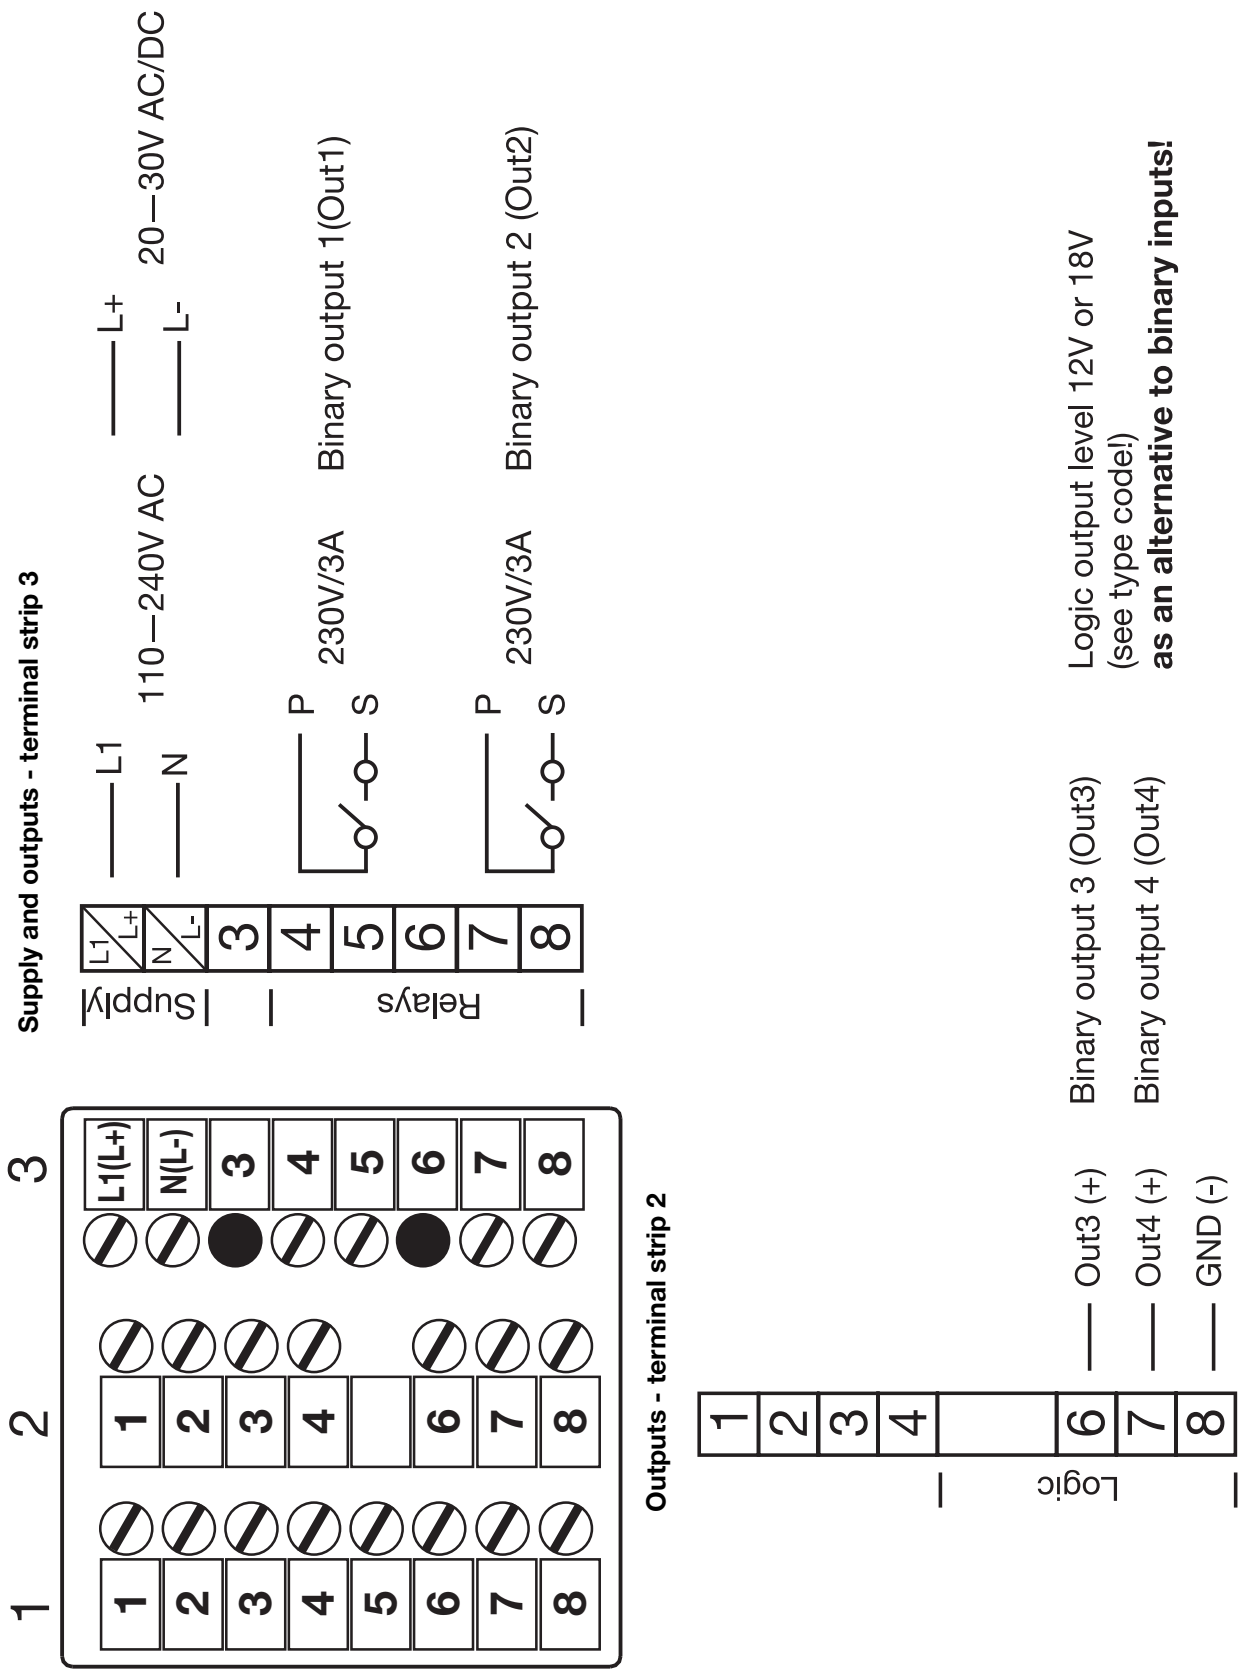 3
L1(L+)
N(L-)
3
4
5
6
7
8
2
1
2
3
4
6
7
8
1
1
2
3
4
5
6
7
8
Supply and outputs - terminal strip 3
Supply
Relays
L1
L+
N
L-
3
4
5
6
7
8
L1
N
110—240V AC
L+
L-
20—30V AC/DC
P
S
230V/3A
Binary output 1(Out1)
P
S
230V/3A
Binary output 2 (Out2)
Outputs - terminal strip 2
Logic
1
2
3
4
6
7
8
Out3 (+)
Binary output 3 (Out3)
Out4 (+)
Binary output 4 (Out4)
GND (-)
Logic output level 12V or 18V
(see type code!)
as an alternative to binary inputs!